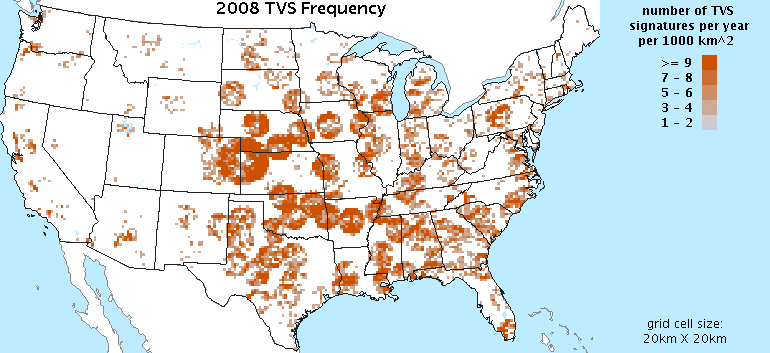 2008 TVS Frequency
number of TVS
signatures per year
per 1000 km^2
>= 9
7 - 8
5 - 6
3 - 4
1 - 2
grid cell size:
20km X 20km